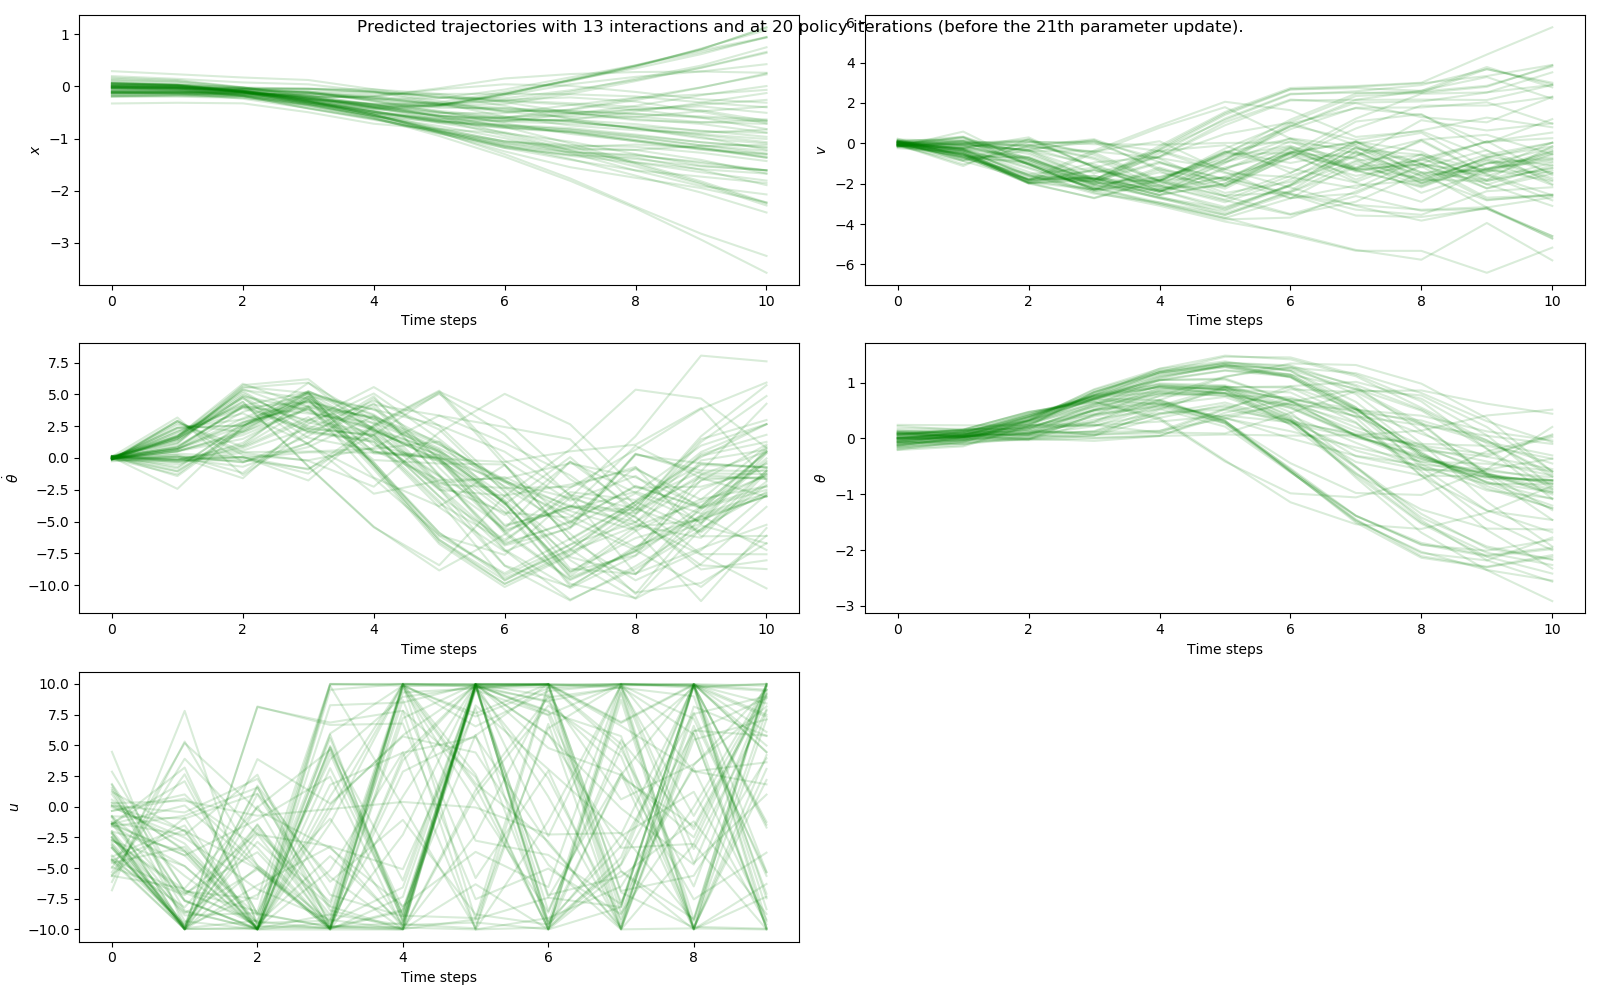 Predicted trajectories with 13 interactions and at 20 policy iterations (before the 21th parameter update).
1
0
−1
−2
−3
x
0 2 4 6 8 10
Time steps
6
4
2
0
−2
−4
−6
v
0 2 4 6 8 10
Time steps
7.5
5.0
2.5
0.0
−2.5
−5.0
−7.5
−10.0
θ̇
0 2 4 6 8 10
Time steps
1
0
−1
−2
−3
θ
0 2 4 6 8 10
Time steps
10.0
7.5
5.0
2.5
0.0
−2.5
−5.0
−7.5
−10.0
u
0 2 4 6 8
Time steps